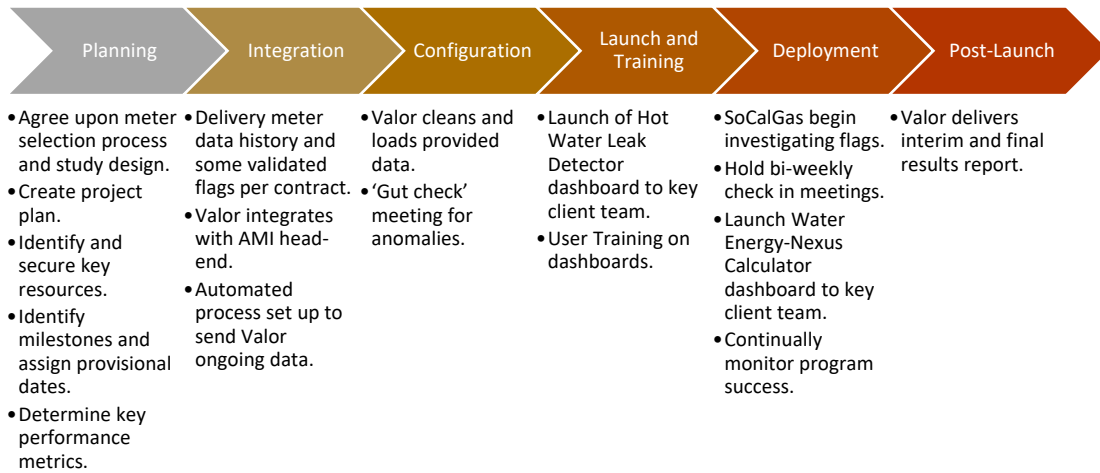 Planning
Integration
Configuration
Launch and
Training
Deployment
Post-Launch
•Agree upon meter
selection process
and study design.
•Create project
plan.
•Identify and
secure key
resources.
•Identify
milestones and
assign provisional
dates.
•Determine key
performance
metrics.
•Delivery meter
data history and
some validated
flags per contract.
•Valor integrates
with AMI head-
end.
•Automated
process set up to
send Valor
ongoing data.
•Valor cleans and
loads provided
data.
•‘Gut check’
meeting for
anomalies.
•Launch of Hot
Water Leak
Detector
dashboard to key
client team.
•User Training on
dashboards.
•SoCalGas begin
investigating flags.
•Hold bi-weekly
check in meetings.
•Launch Water
Energy-Nexus
Calculator
dashboard to key
client team.
•Continually
monitor program
success.
•Valor delivers
interim and final
results report.